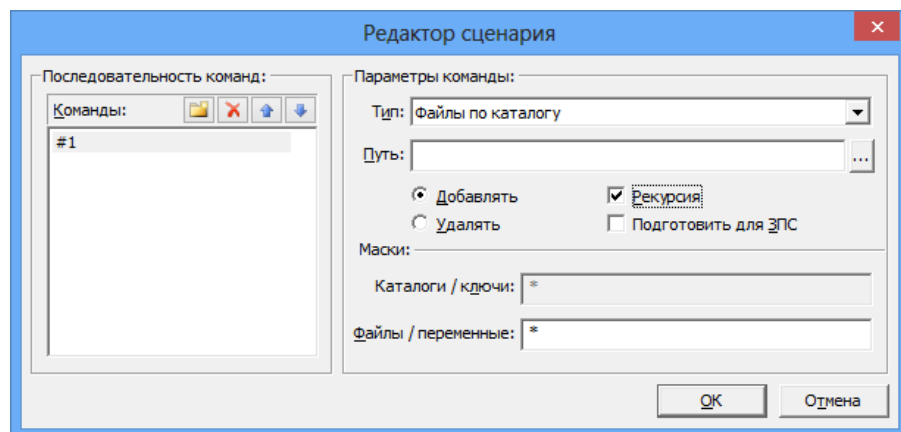 Редактор сценария
Последовательность команд:
Команды:
#1
Параметры команды:
Тип: Файлы по каталогу
Путь: ...
Добавлять Рекурсия
Удалять Подготовить для ЗПС
Маски:
Каталоги / ключи: *
Файлы / переменные: *
OK Отмена